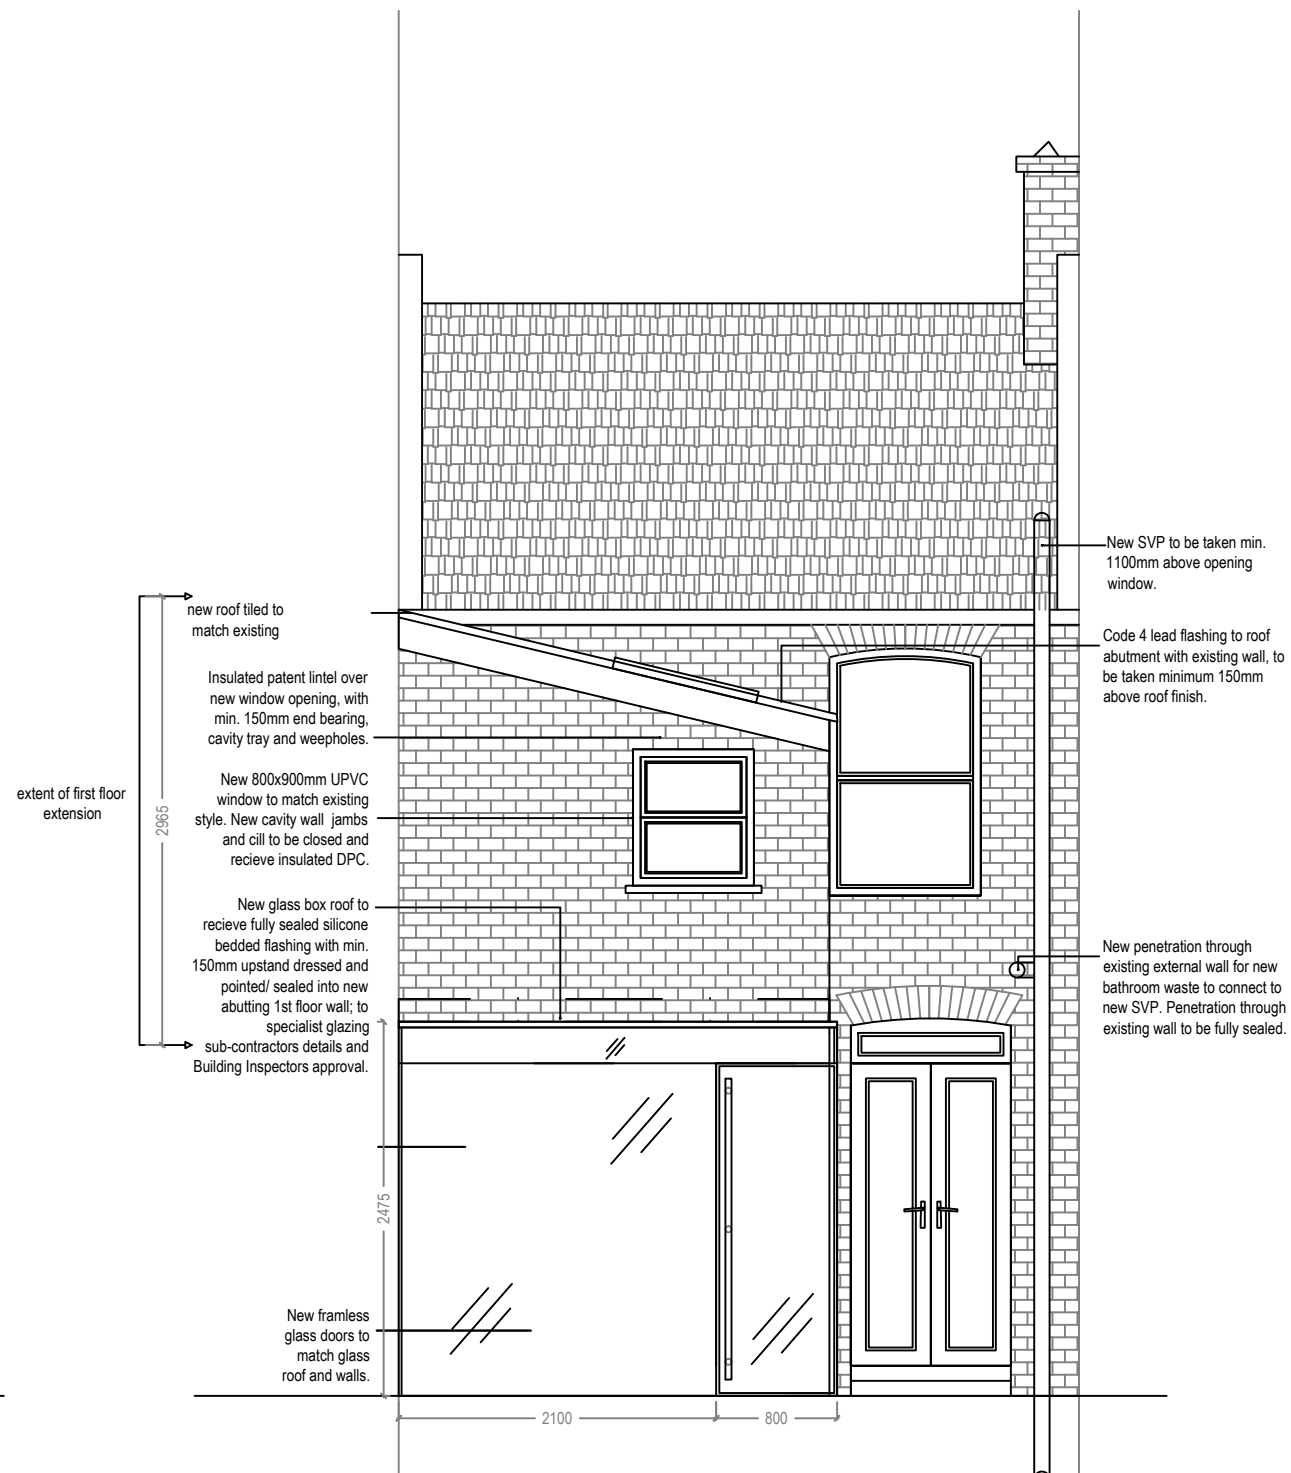 New SVP to be taken min.
1100mm above opening
window.
new roof tiled to
match existing
Code 4 lead flashing to roof
abutment with existing wall, to
be taken minimum 150mm
above roof finish.
Insulated patent lintel over
new window opening, with
min. 150mm end bearing,
cavity tray and weepholes.
New 800x900mm UPVC
window to match existing
style. New cavity wall jambs
and cill to be closed and
recieve insulated DPC.
extent of first floor
extension
2965
New glass box roof to
recieve fully sealed silicone
bedded flashing with min.
150mm upstand dressed and
pointed/ sealed into new
abutting 1st floor wall; to
specialist glazing
sub-contractors details and
Building Inspectors approval.
New penetration through
existing external wall for new
bathroom waste to connect to
new SVP. Penetration through
existing wall to be fully sealed.
2475
New framless
glass doors to
match glass
roof and walls.
2100
800